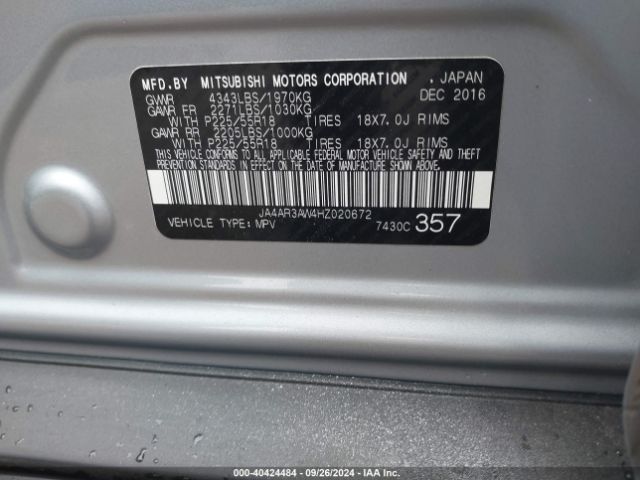 MFD.BY MITSUBISHI MOTORS CORPORATION . JAPAN
GVWR 4343LBS/1970KG DEC 2016
GAWR FR 2271LBS/1030KG
WITH P225/55R18 TIRES 18X7.0J RIMS
GAWR RR 2205LBS/1000KG
WITH P225/55R18 TIRES 18X7.0J RIMS
THIS VEHICLE CONFORMS TO ALL APPLICABLE FEDERAL MOTOR VEHICLE SAFETY AND THEFT
PREVENTION STANDARDS IN EFFECT ON THE DATE OF MANUFACTURE SHOWN ABOVE.
JA4AR3AW4HZ020672
VEHICLE TYPE: MPV 7430C 357
000-40424484 - 09/26/2024 - IAA Inc.